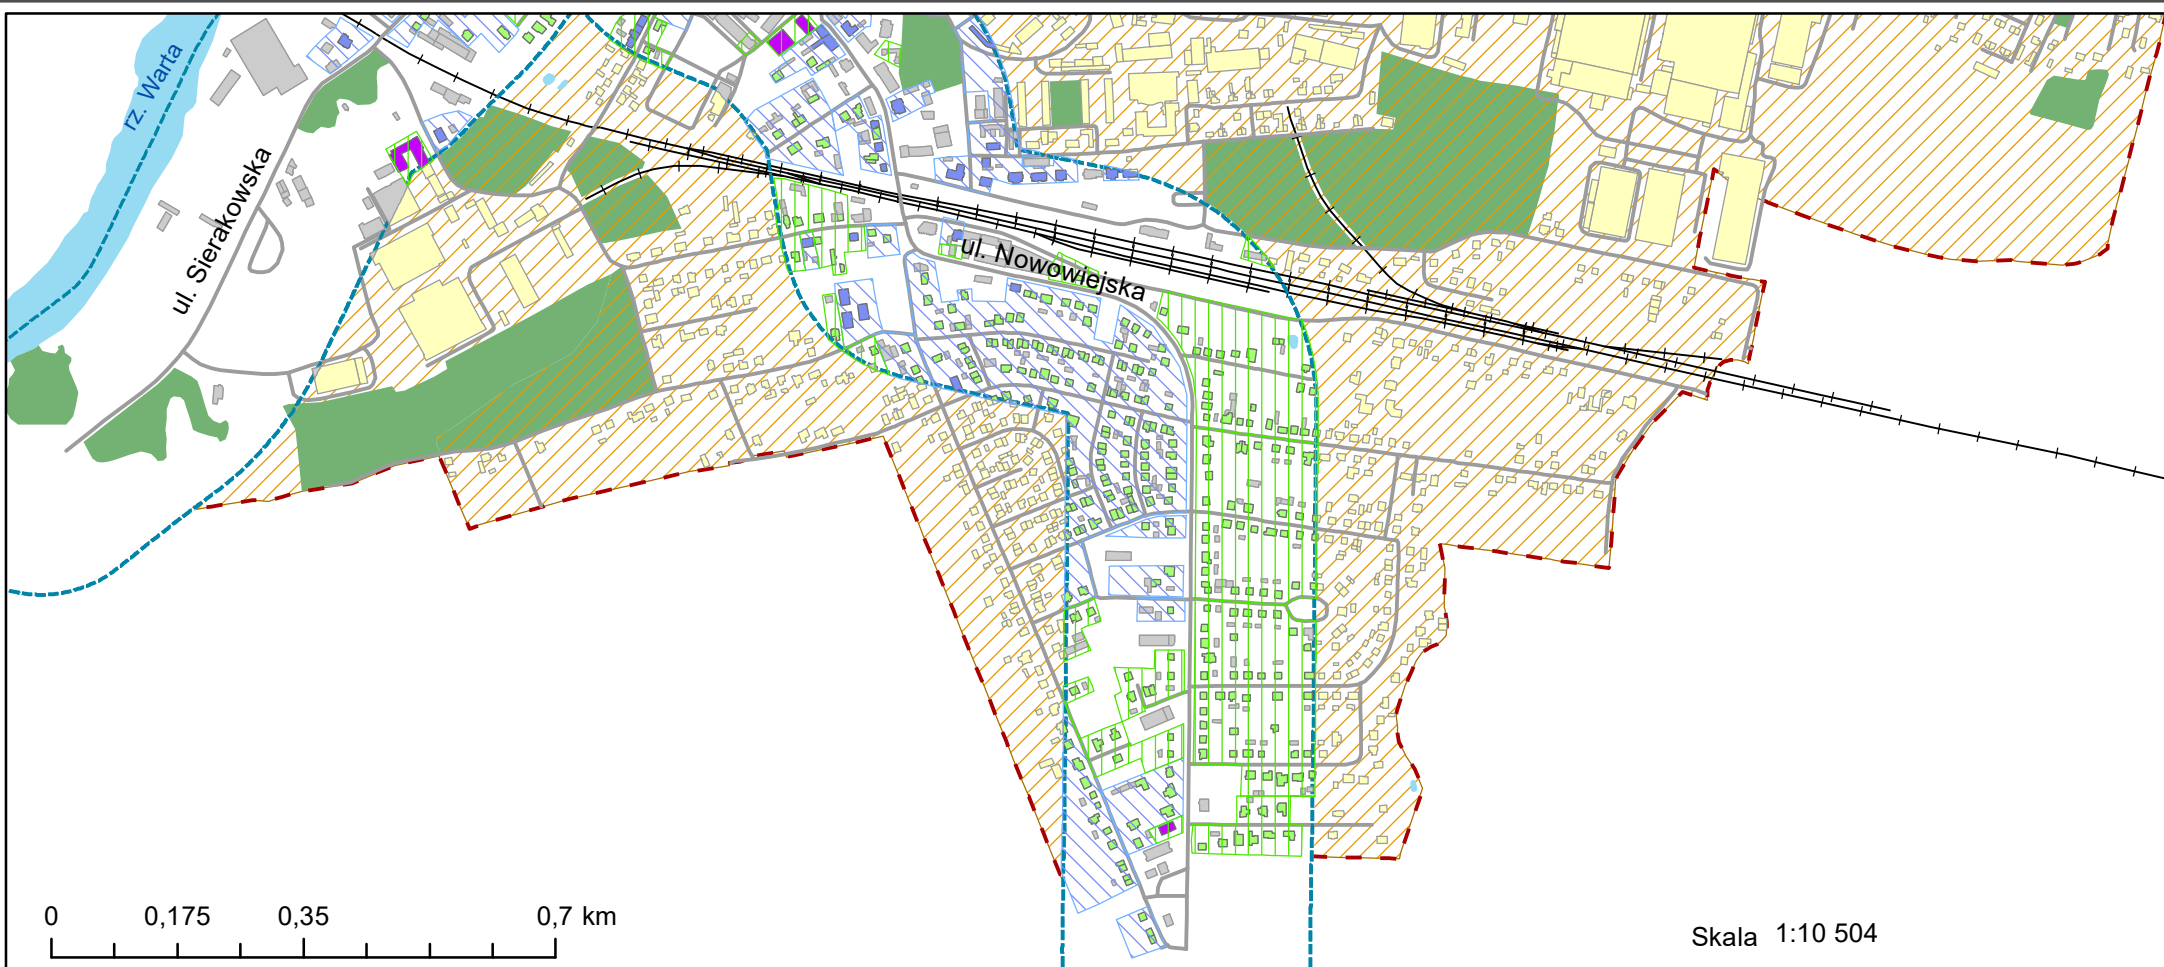 rz. Warta
ul. Sierakowska
ul. Nowowiejska
0 0,175 0,35 0,7 km
Skala 1:10 504